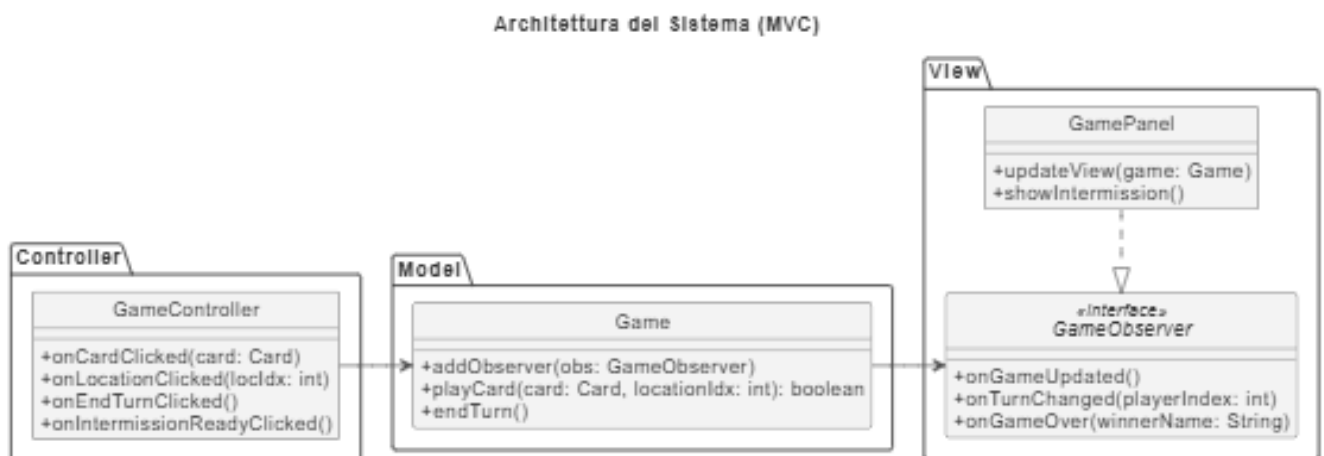 Architettura del Sistema (MVC)
Controller
GameController
+onCardClicked(card: Card)
+onLocationClicked(locIdx: int)
+onEndTurnClicked()
+onIntermissionReadyClicked()
Model
Game
+addObserver(obs: GameObserver)
+playCard(card: Card, locationIdx: int): boolean
+endTurn()
View
GamePanel
+updateView(game: Game)
+showIntermission()
«Interface»
GameObserver
+onGameUpdated()
+onTurnChanged(playerIndex: int)
+onGameOver(winnerName: String)